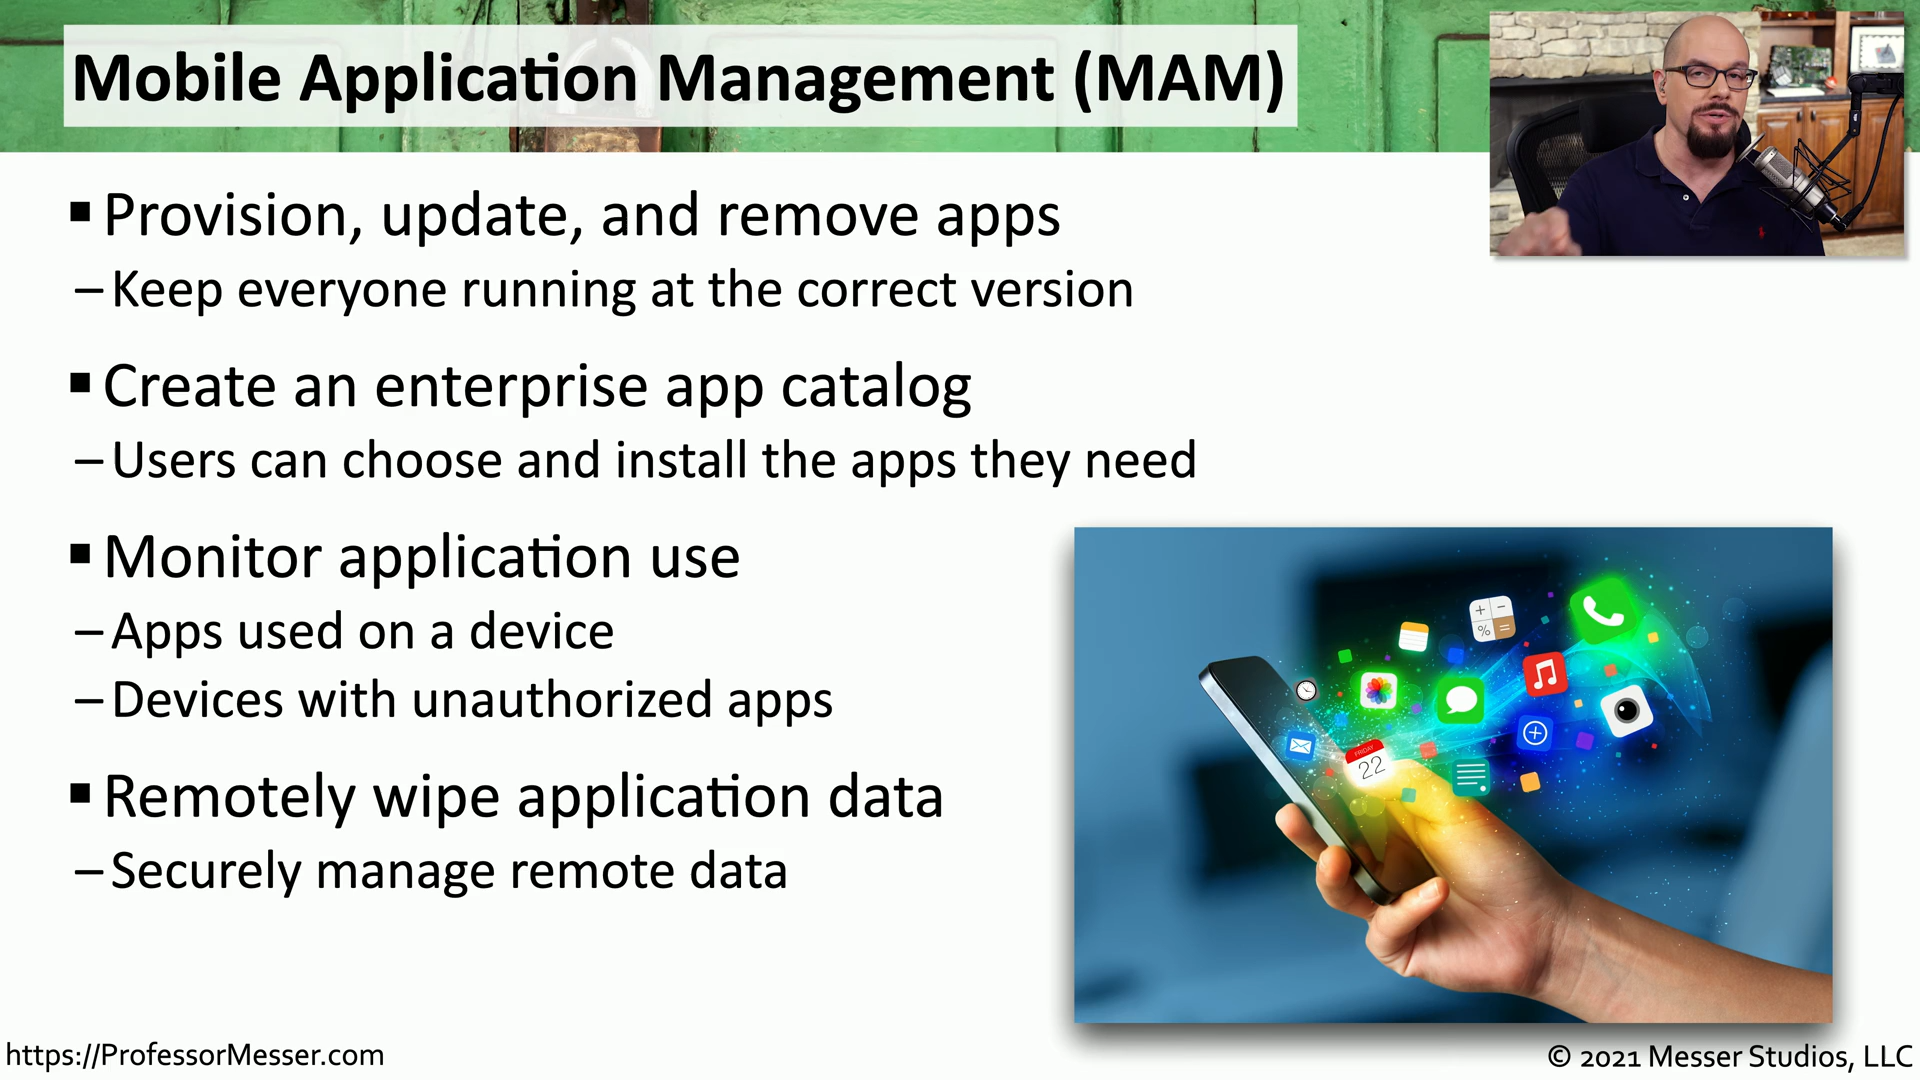 Mobile Application Management (MAM)
▪ Provision, update, and remove apps
– Keep everyone running at the correct version
▪ Create an enterprise app catalog
– Users can choose and install the apps they need
▪ Monitor application use
– Apps used on a device
– Devices with unauthorized apps
▪ Remotely wipe application data
– Securely manage remote data
FRIDAY
22
https://ProfessorMesser.com
© 2021 Messer Studios, LLC